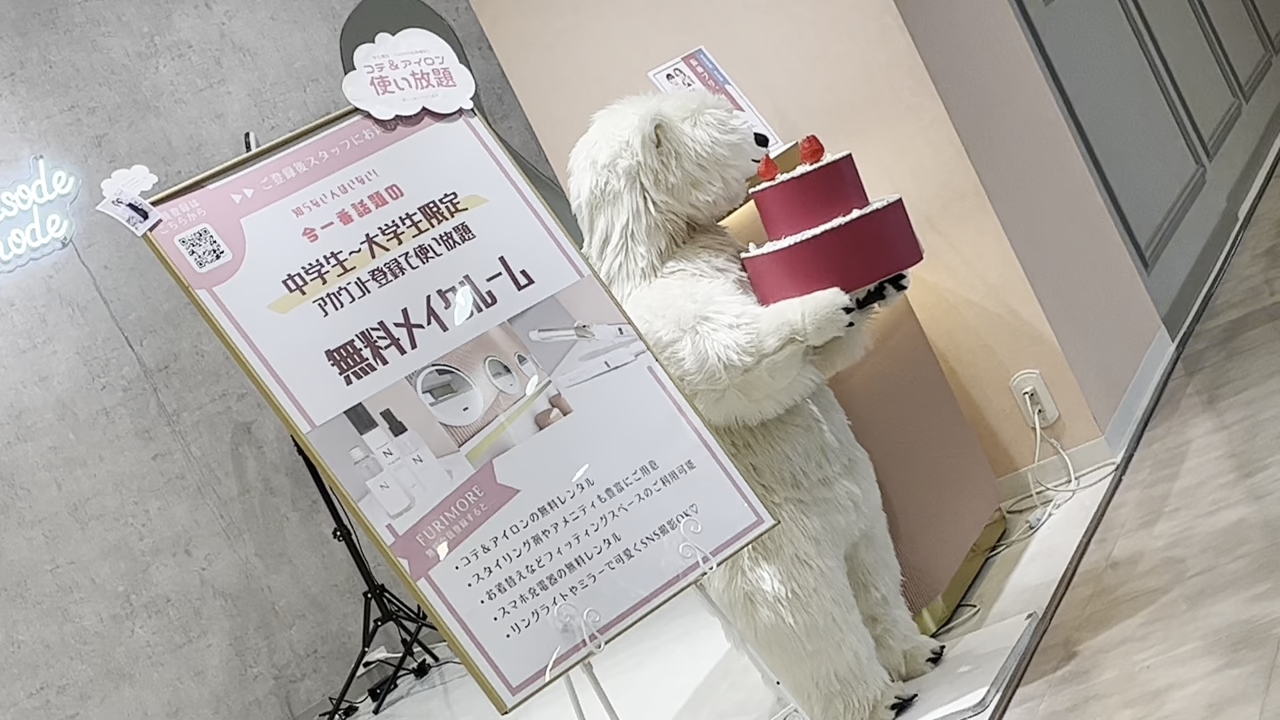 コテ&アイロン
使い放題
ご登録後スタッフにお
こちらから
知らない人はいない!
今一番話題の
中学生~大学生限定
アカウント登録で使い放題
無料メイクルーム
N
N
N
FURIMORE
・コテ&アイロンの無料レンタル
・スタイリング剤やアメニティも豊富にご用意
・お着替えなどフィッティングスペースのご利用可能
・スマホ充電器の無料レンタル
・リングライトやミラーで可愛くSNS撮影OK♡